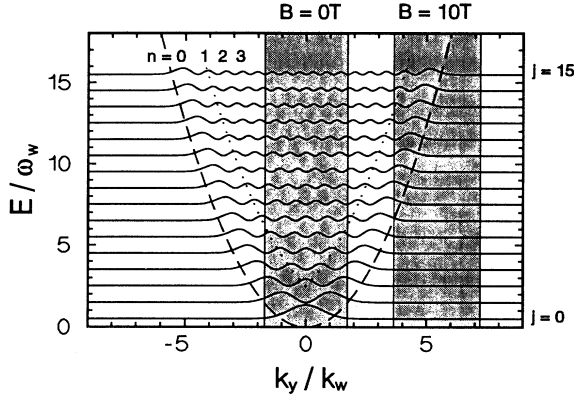 B = 0T B = 10T
n = 0 1 2 3
15
j = 15
10
E / ω_w
5
0
j = 0
-5 0 5
k_y / k_w